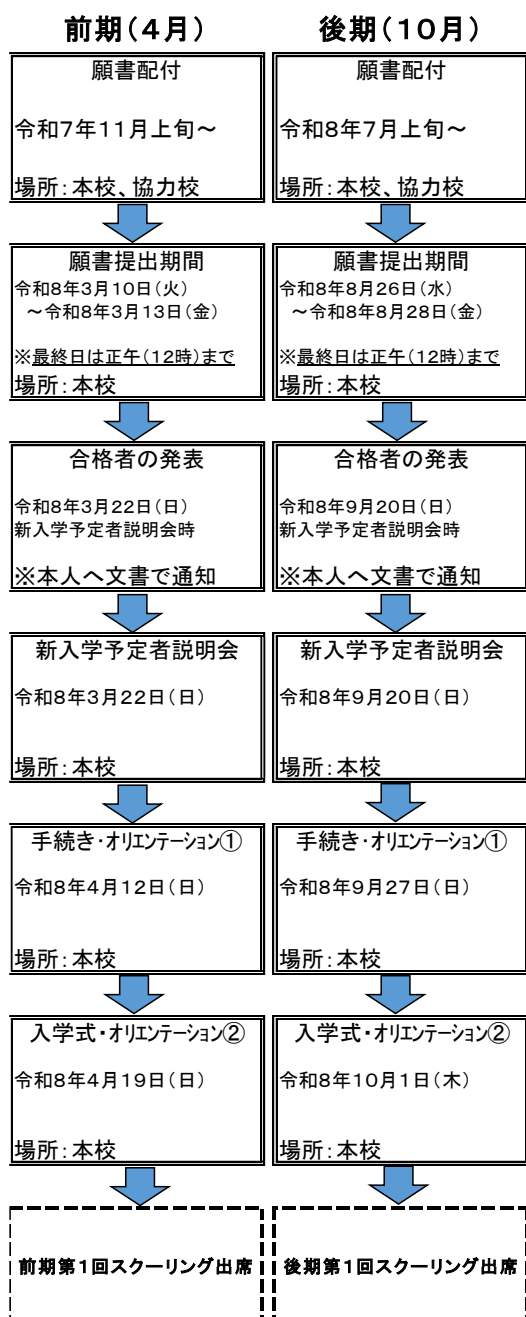 前期(4月)
願書配付
令和7年11月上旬～
場所：本校、協力校
願書提出期間
令和8年3月10日(火)
～令和8年3月13日(金)
※最終日は正午(12時)まで
場所：本校
合格者の発表
令和8年3月22日(日)
新入学予定者説明会時
※本人へ文書で通知
新入学予定者説明会
令和8年3月22日(日)
場所：本校
手続き･オリエンテーション①
令和8年4月12日(日)
場所：本校
入学式･オリエンテーション②
令和8年4月19日(日)
場所：本校
前期第1回スクーリング出席
後期(10月)
願書配付
令和8年7月上旬～
場所：本校、協力校
願書提出期間
令和8年8月26日(水)
～令和8年8月28日(金)
※最終日は正午(12時)まで
場所：本校
合格者の発表
令和8年9月20日(日)
新入学予定者説明会時
※本人へ文書で通知
新入学予定者説明会
令和8年9月20日(日)
場所：本校
手続き･オリエンテーション①
令和8年9月27日(日)
場所：本校
入学式･オリエンテーション②
令和8年10月1日(木)
場所：本校
後期第1回スクーリング出席